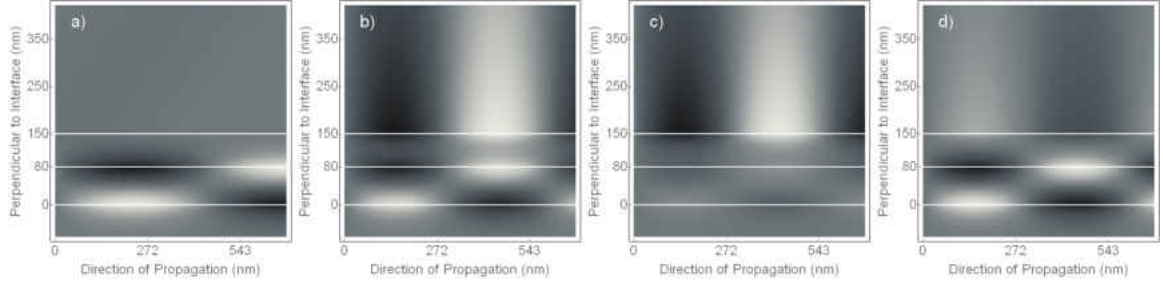 a)
Perpendicular to Interface (nm)
350
250
150
80
0
0 272 543
Direction of Propagation (nm)
b)
Perpendicular to Interface (nm)
350
250
150
80
0
0 272 543
Direction of Propagation (nm)
c)
Perpendicular to Interface (nm)
350
250
150
80
0
0 272 543
Direction of Propagation (nm)
d)
Perpendicular to Interface (nm)
350
250
150
80
0
0 272 543
Direction of Propagation (nm)